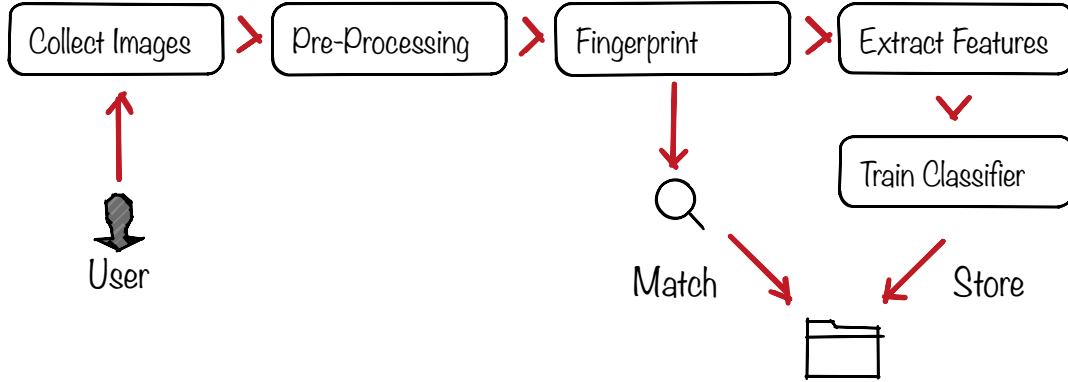 Collect Images
Pre-Processing
Fingerprint
Extract Features
Train Classifier
User
Match
Store